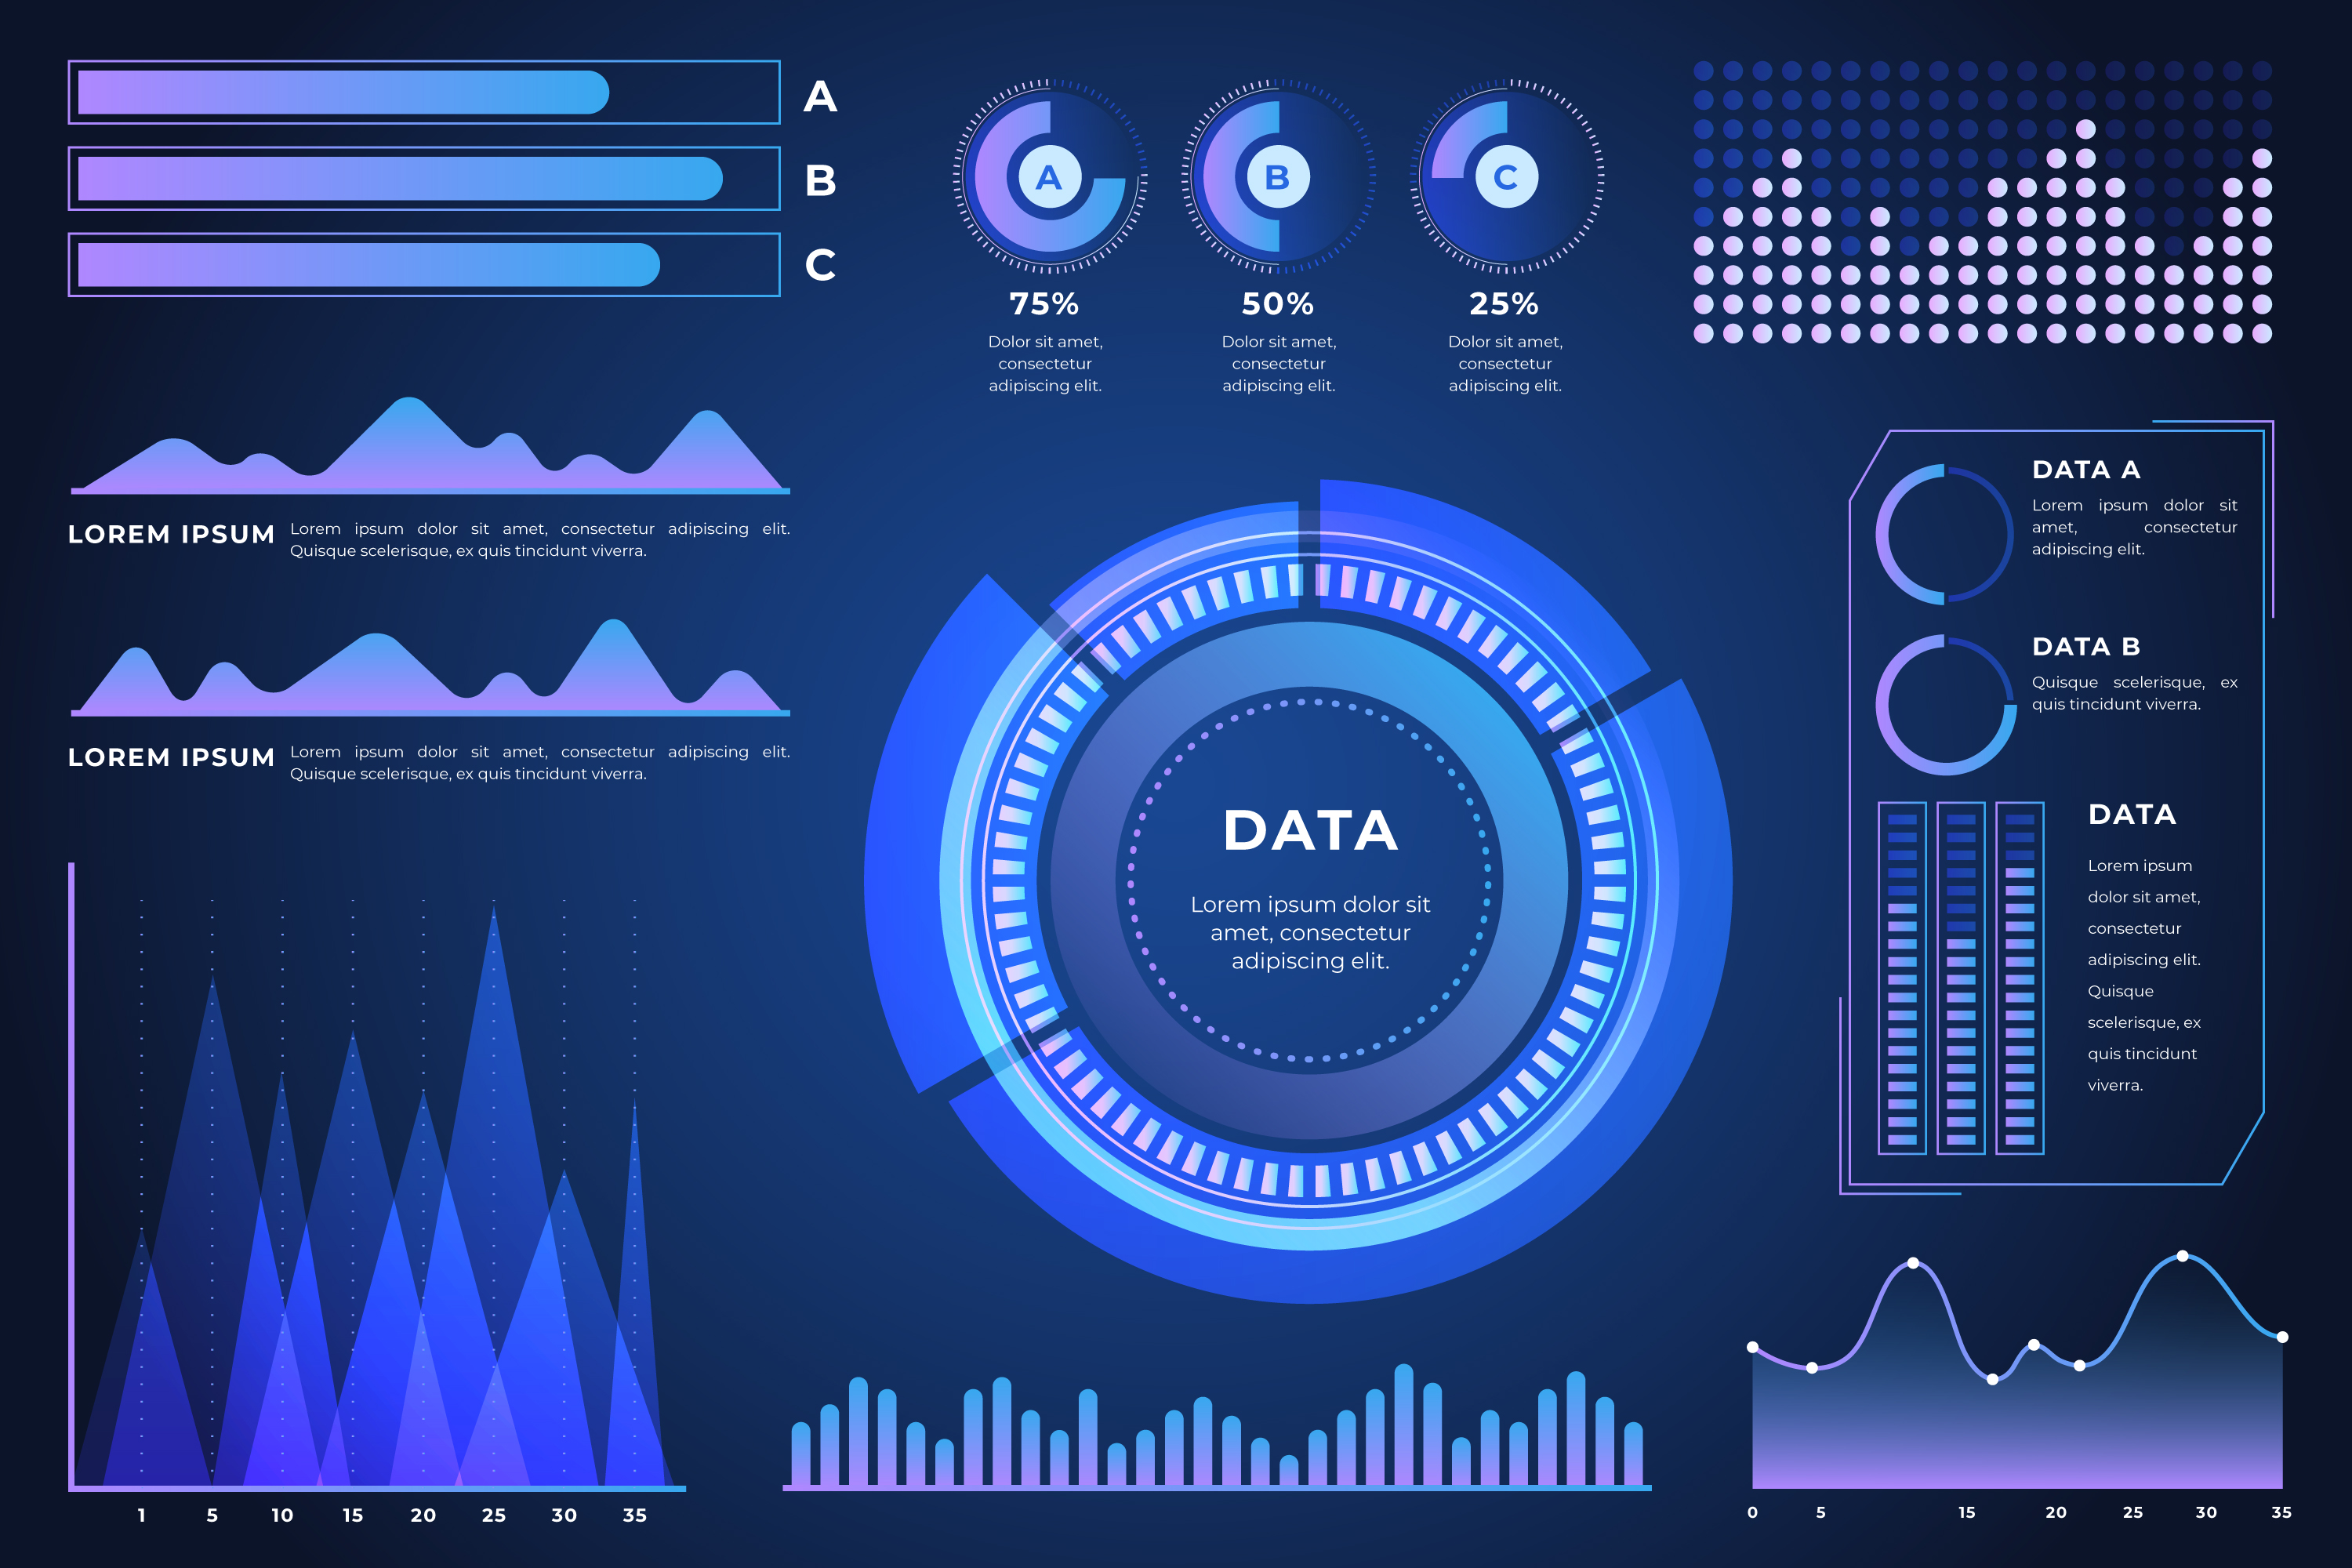 A
B
C
A
B
C
75%
50%
25%
Dolor sit amet,
consectetur
adipiscing elit.
Dolor sit amet,
consectetur
adipiscing elit.
Dolor sit amet,
consectetur
adipiscing elit.
LOREM IPSUM
Lorem ipsum dolor sit amet, consectetur adipiscing elit.
Quisque scelerisque, ex quis tincidunt viverra.
LOREM IPSUM
Lorem ipsum dolor sit amet, consectetur adipiscing elit.
Quisque scelerisque, ex quis tincidunt viverra.
DATA
Lorem ipsum dolor sit
amet, consectetur
adipiscing elit.
DATA A
Lorem ipsum dolor sit
amet, consectetur
adipiscing elit.
DATA B
Quisque scelerisque, ex
quis tincidunt viverra.
DATA
Lorem ipsum
dolor sit amet,
consectetur
adipiscing elit.
Quisque
scelerisque, ex
quis tincidunt
viverra.
1 5 10 15 20 25 30 35
0 5 15 20 25 30 35